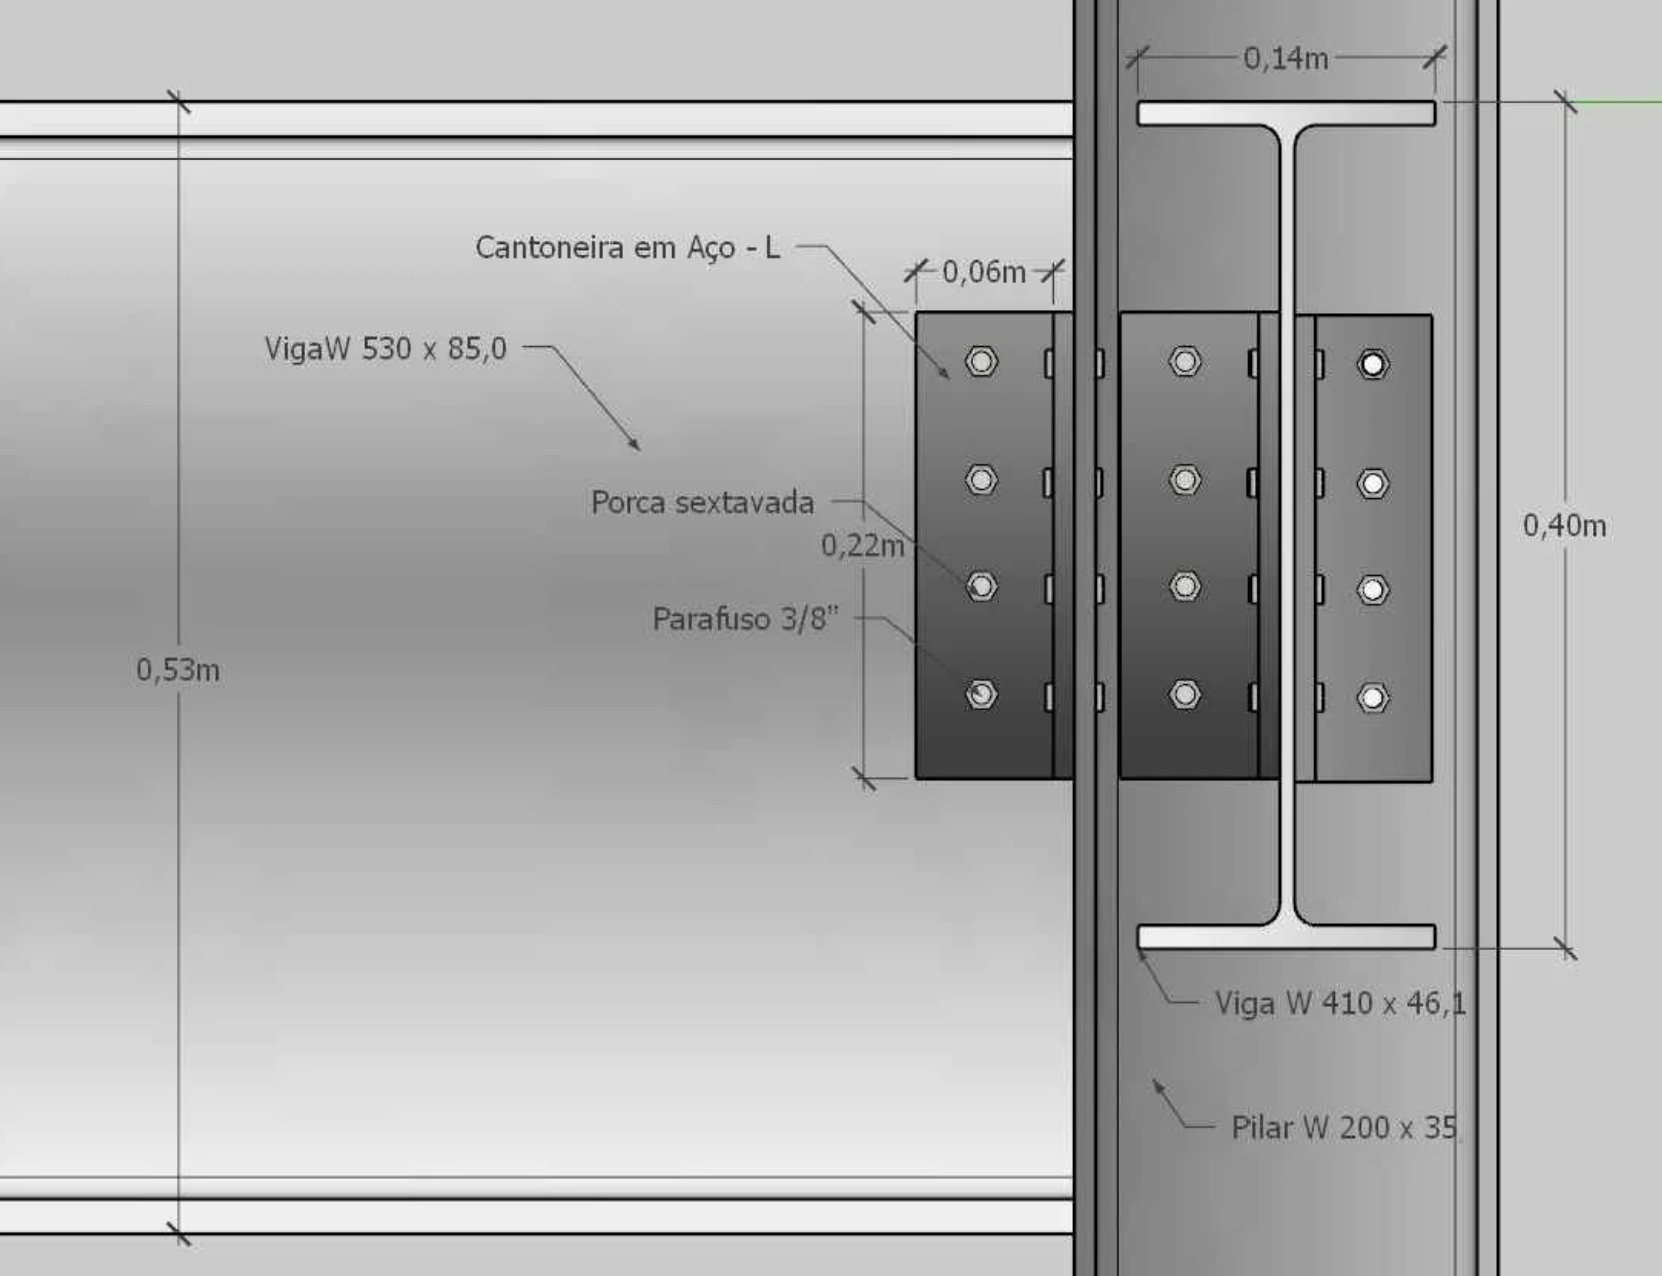 0,14m
Cantoneira em Aço - L
0,06m
VigaW 530 x 85,0
Porca sextavada
0,22m
0,40m
Parafuso 3/8"
0,53m
Viga W 410 x 46,1
Pilar W 200 x 35